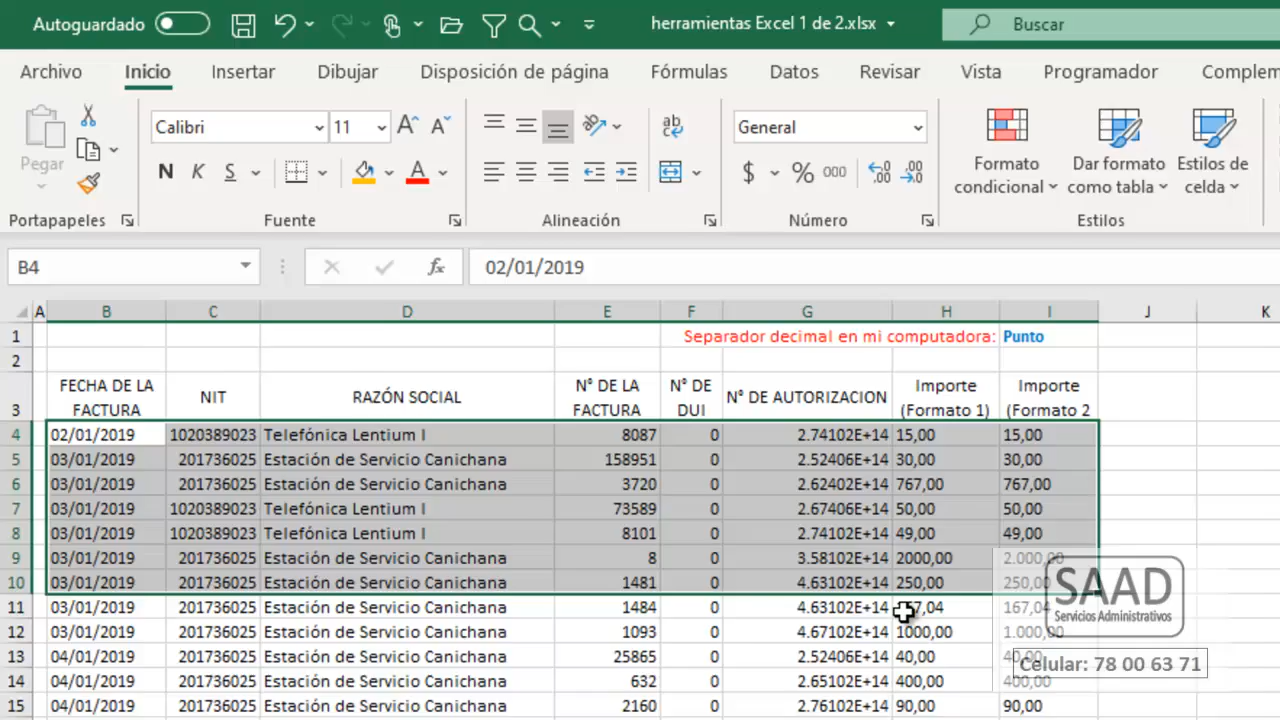 Autoguardado herramientas Excel 1 de 2.xlsx Buscar
Archivo Inicio Insertar Dibujar Disposición de página Fórmulas Datos Revisar Vista Programador Complem
Calibri 11 General
Pegar N K S $ % 000 Formato condicional Dar formato como tabla Estilos de celda
Portapapeles Fuente Alineación Número Estilos
B4 fx 02/01/2019
A B C D E F G H I J K
1 Separador decimal en mi computadora: Punto
2
3 FECHA DE LA FACTURA NIT RAZÓN SOCIAL N° DE LA FACTURA N° DE DUI N° DE AUTORIZACION Importe (Formato 1) Importe (Formato 2
4 02/01/2019 1020389023 Telefónica Lentium I 8087 0 2.74102E+14 15,00 15,00
5 03/01/2019 201736025 Estación de Servicio Canichana 158951 0 2.52406E+14 30,00 30,00
6 03/01/2019 201736025 Estación de Servicio Canichana 3720 0 2.62402E+14 767,00 767,00
7 03/01/2019 1020389023 Telefónica Lentium I 73589 0 2.67406E+14 50,00 50,00
8 03/01/2019 1020389023 Telefónica Lentium I 8101 0 2.74102E+14 49,00 49,00
9 03/01/2019 201736025 Estación de Servicio Canichana 8 0 3.58102E+14 2000,00 2.000,00
10 03/01/2019 201736025 Estación de Servicio Canichana 1481 0 4.63102E+14 250,00 250,00
11 03/01/2019 201736025 Estación de Servicio Canichana 1484 0 4.63102E+14 167,04
12 03/01/2019 201736025 Estación de Servicio Canichana 1093 0 4.67102E+14 1000,00 1.000,00
13 04/01/2019 201736025 Estación de Servicio Canichana 25865 0 2.52406E+14 40,00
14 04/01/2019 201736025 Estación de Servicio Canichana 632 0 2.65102E+14 400,00 400,00
15 04/01/2019 201736025 Estación de Servicio Canichana 2160 0 2.76102E+14 90,00 90,00
SAAD
Servicios Administrativos
Celular: 78 00 63 71